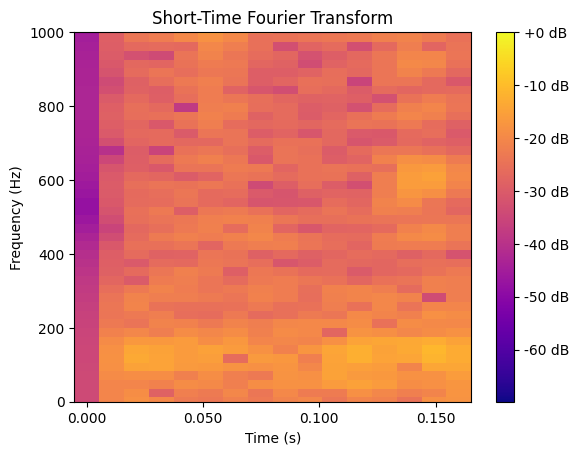 Short-Time Fourier Transform
1000
800
600
400
200
0
Frequency (Hz)
0.000
0.050
0.100
0.150
Time (s)
+0 dB
-10 dB
-20 dB
-30 dB
-40 dB
-50 dB
-60 dB